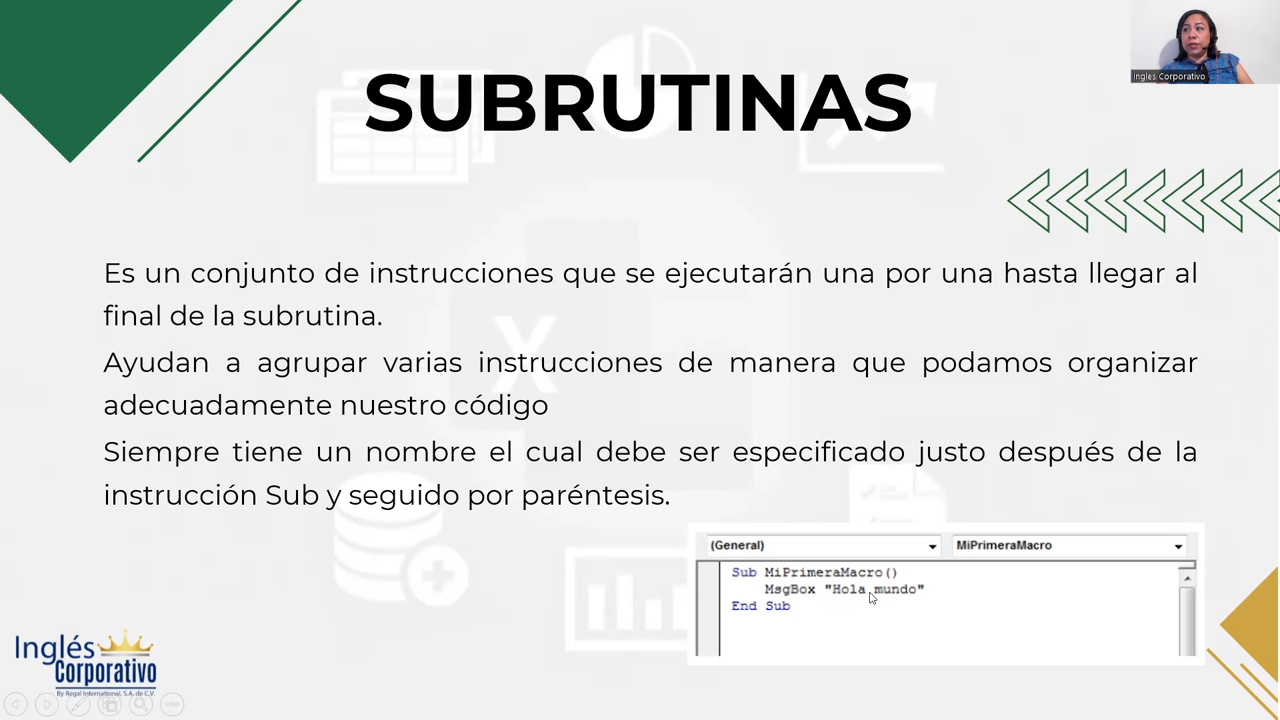 Ingles Corporativo
SUBRUTINAS
Es un conjunto de instrucciones que se ejecutarán una por una hasta llegar al
final de la subrutina.
Ayudan a agrupar varias instrucciones de manera que podamos organizar
adecuadamente nuestro código
Siempre tiene un nombre el cual debe ser especificado justo después de la
instrucción Sub y seguido por paréntesis.
(General) MiPrimeraMacro
Sub MiPrimeraMacro()
MsgBox "Hola mundo"
End Sub
Inglés
Corporativo
By Regal International, S.A. de C.V.
X